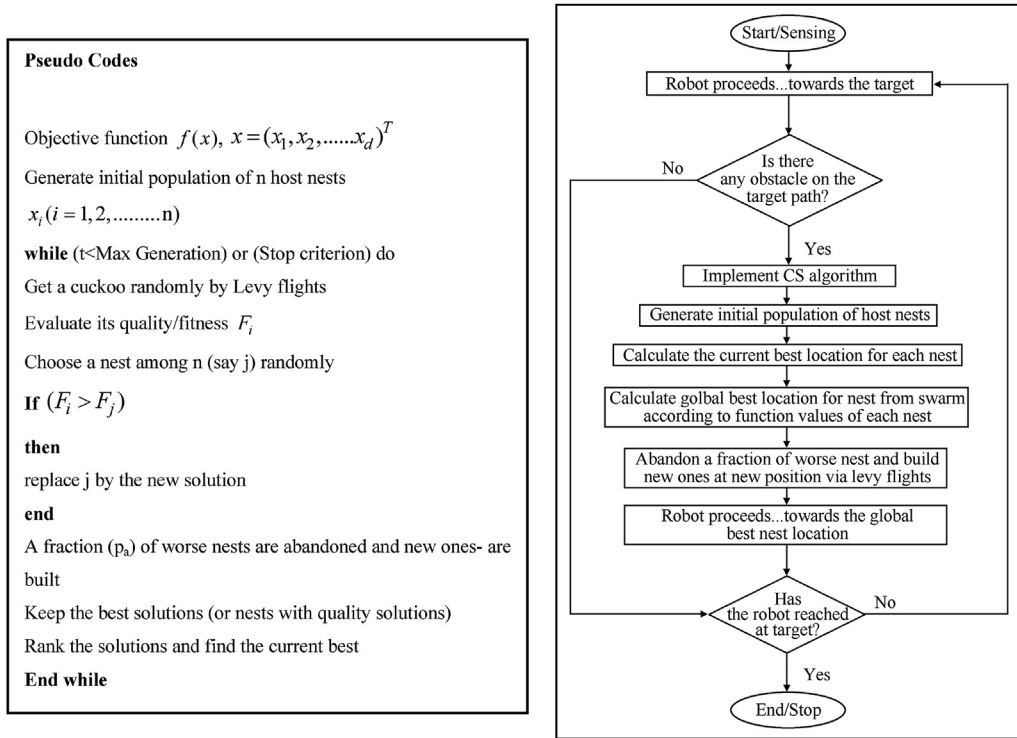 Pseudo Codes
Objective function f(x), x = (x₁, x₂, ......x_d)ᵀ
Generate initial population of n host nests
xᵢ(i = 1, 2, .........n)
while (t<Max Generation) or (Stop criterion) do
Get a cuckoo randomly by Levy flights
Evaluate its quality/fitness Fᵢ
Choose a nest among n (say j) randomly
If (Fᵢ > Fⱼ)
then
replace j by the new solution
end
A fraction (pₐ) of worse nests are abandoned and new ones- are
built
Keep the best solutions (or nests with quality solutions)
Rank the solutions and find the current best
End while
Start/Sensing
Robot proceeds...towards the target
Is there
any obstacle on the
target path?
No
Yes
Implement CS algorithm
Generate initial population of host nests
Calculate the current best location for each nest
Calculate golbal best location for nest from swarm
according to function values of each nest
Abandon a fraction of worse nest and build
new ones at new position via levy flights
Robot proceeds...towards the global
best nest location
Has
the robot reached
at target?
No
Yes
End/Stop